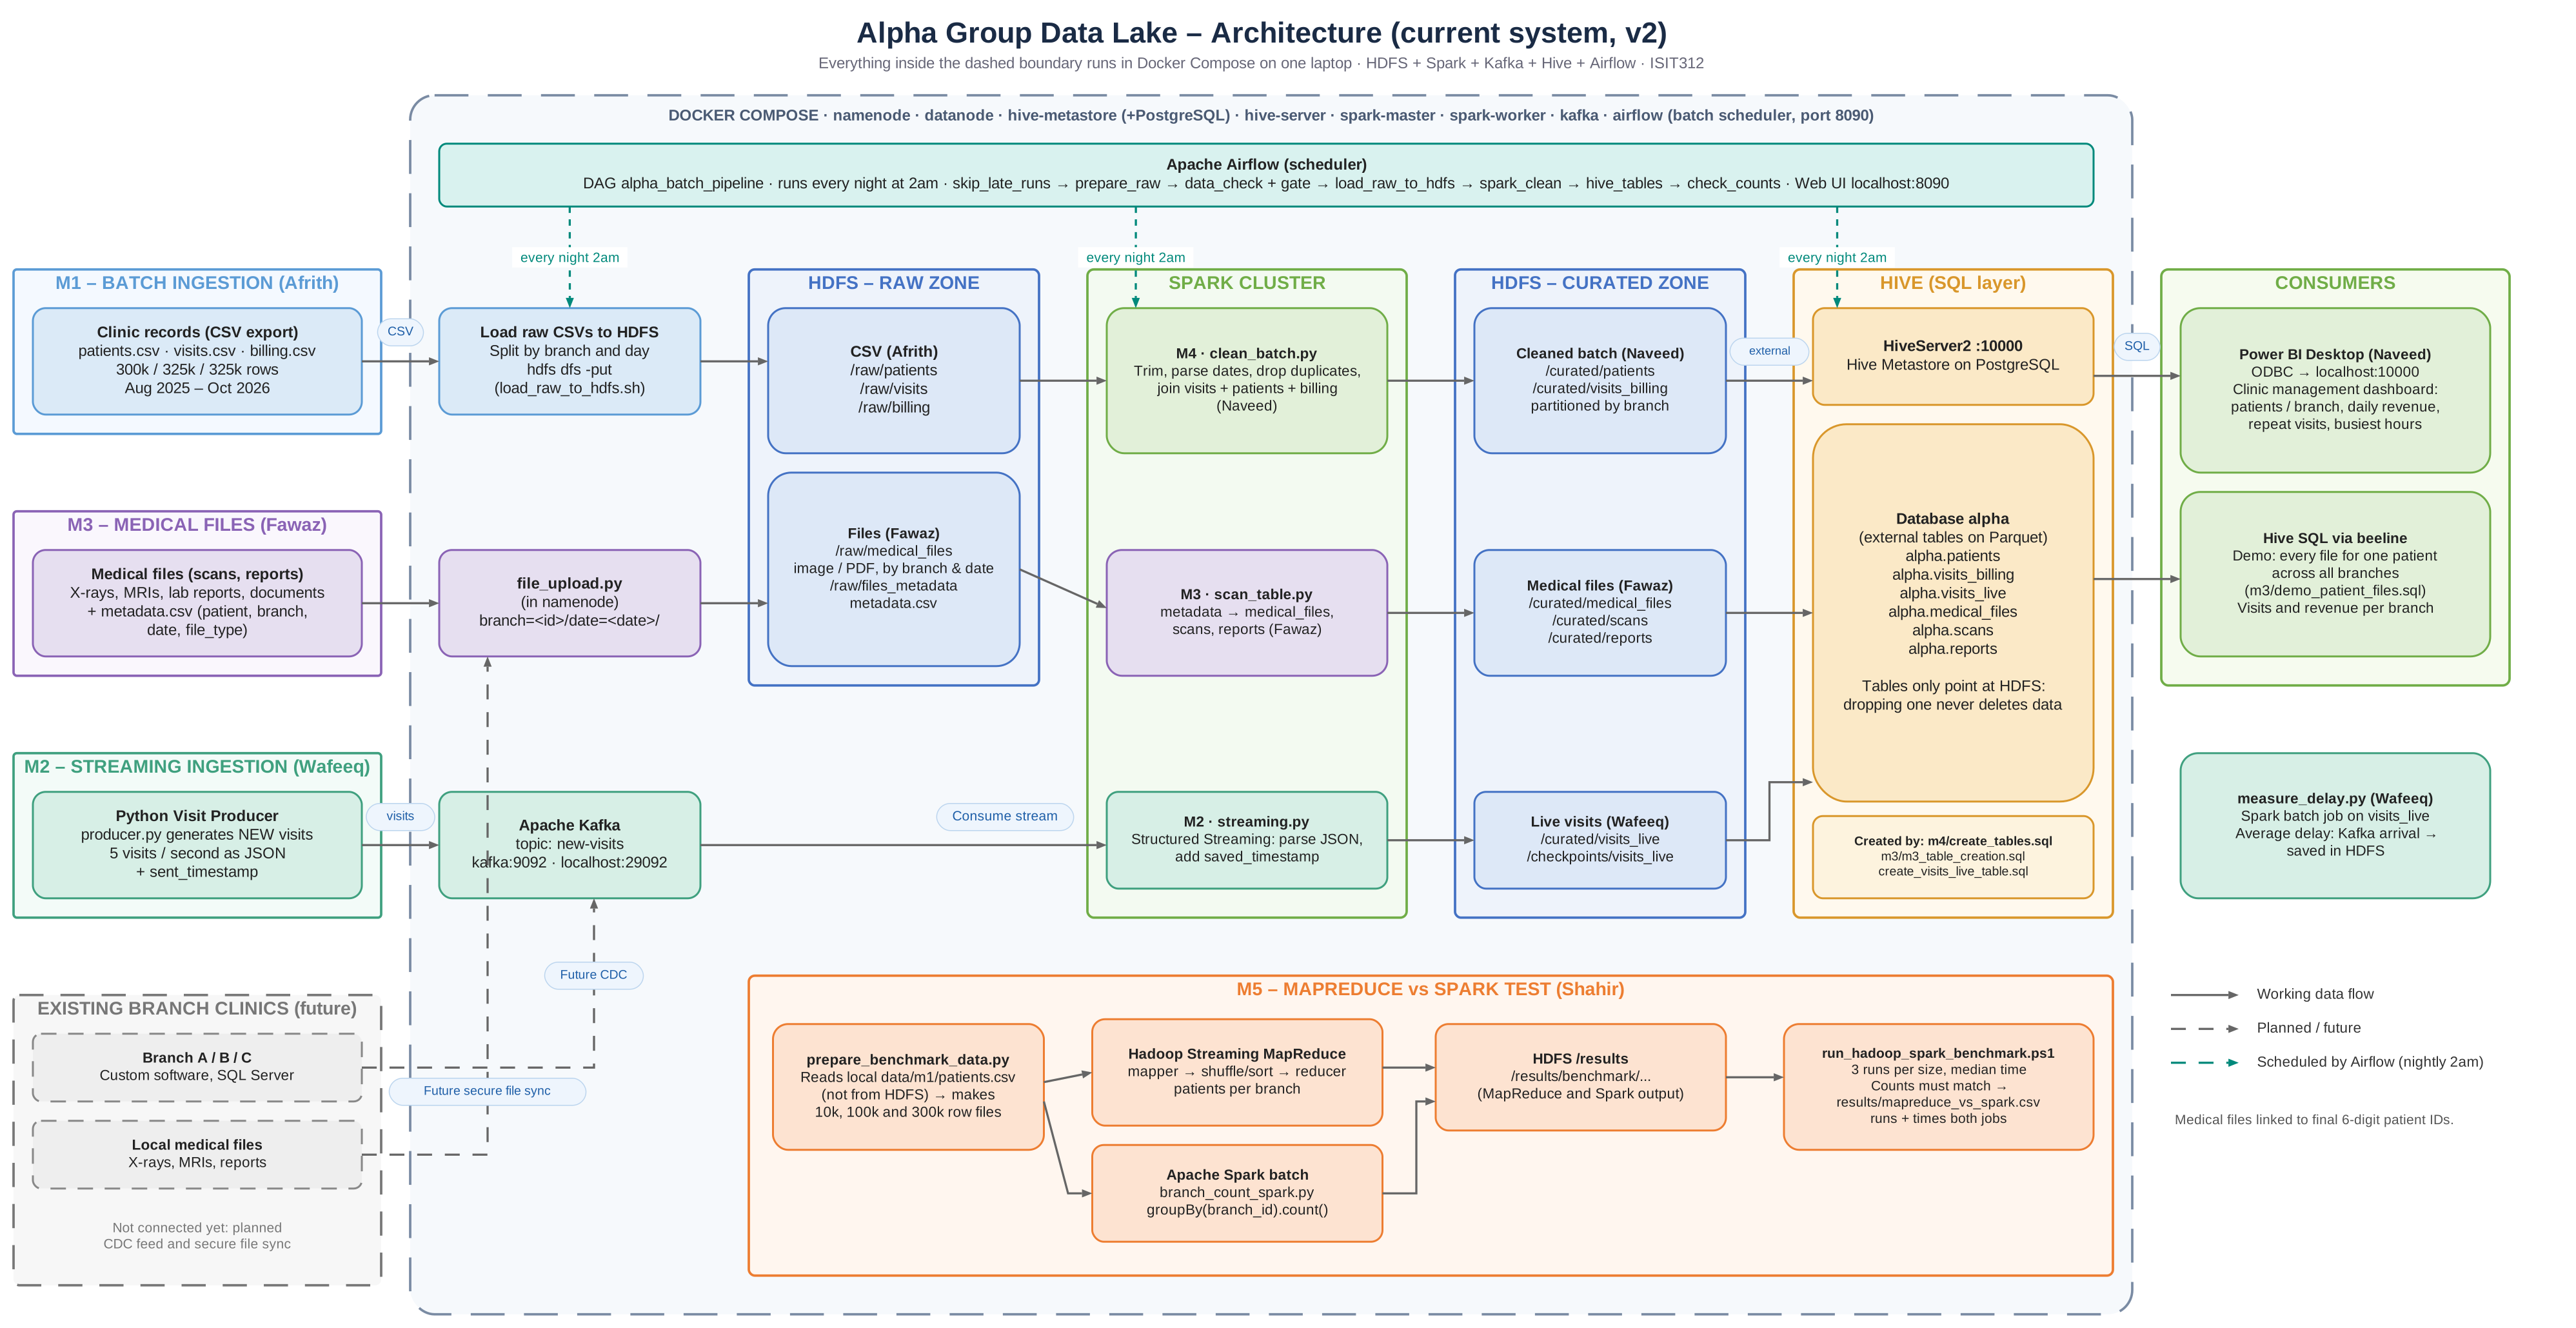 Alpha Group Data Lake – Architecture (current system, v2)
Everything inside the dashed boundary runs in Docker Compose on one laptop · HDFS + Spark + Kafka + Hive + Airflow · ISIT312
DOCKER COMPOSE · namenode · datanode · hive-metastore (+PostgreSQL) · hive-server · spark-master · spark-worker · kafka · airflow (batch scheduler, port 8090)
Apache Airflow (scheduler)
DAG alpha_batch_pipeline · runs every night at 2am · skip_late_runs → prepare_raw → data_check + gate → load_raw_to_hdfs → spark_clean → hive_tables → check_counts · Web UI localhost:8090
every night 2am
every night 2am
every night 2am
M1 – BATCH INGESTION (Afrith)
Clinic records (CSV export)
patients.csv · visits.csv · billing.csv
300k / 325k / 325k rows
Aug 2025 – Oct 2026
CSV
Load raw CSVs to HDFS
Split by branch and day
hdfs dfs -put
(load_raw_to_hdfs.sh)
HDFS – RAW ZONE
CSV (Afrith)
/raw/patients
/raw/visits
/raw/billing
Files (Fawaz)
/raw/medical_files
image / PDF, by branch & date
/raw/files_metadata
metadata.csv
SPARK CLUSTER
M4 · clean_batch.py
Trim, parse dates, drop duplicates,
join visits + patients + billing
(Naveed)
M3 · scan_table.py
metadata → medical_files,
scans, reports (Fawaz)
M2 · streaming.py
Structured Streaming: parse JSON,
add saved_timestamp
HDFS – CURATED ZONE
Cleaned batch (Naveed)
/curated/patients
/curated/visits_billing
partitioned by branch
Medical files (Fawaz)
/curated/medical_files
/curated/scans
/curated/reports
Live visits (Wafeeq)
/curated/visits_live
/checkpoints/visits_live
external
HIVE (SQL layer)
HiveServer2 :10000
Hive Metastore on PostgreSQL
Database alpha
(external tables on Parquet)
alpha.patients
alpha.visits_billing
alpha.visits_live
alpha.medical_files
alpha.scans
alpha.reports
Tables only point at HDFS:
dropping one never deletes data
Created by: m4/create_tables.sql
m3/m3_table_creation.sql
create_visits_live_table.sql
SQL
CONSUMERS
Power BI Desktop (Naveed)
ODBC → localhost:10000
Clinic management dashboard:
patients / branch, daily revenue,
repeat visits, busiest hours
Hive SQL via beeline
Demo: every file for one patient
across all branches
(m3/demo_patient_files.sql)
Visits and revenue per branch
M3 – MEDICAL FILES (Fawaz)
Medical files (scans, reports)
X-rays, MRIs, lab reports, documents
+ metadata.csv (patient, branch,
date, file_type)
file_upload.py
(in namenode)
branch=<id>/date=<date>/
M2 – STREAMING INGESTION (Wafeeq)
Python Visit Producer
producer.py generates NEW visits
5 visits / second as JSON
+ sent_timestamp
visits
Apache Kafka
topic: new-visits
kafka:9092 · localhost:29092
Consume stream
measure_delay.py (Wafeeq)
Spark batch job on visits_live
Average delay: Kafka arrival →
saved in HDFS
EXISTING BRANCH CLINICS (future)
Branch A / B / C
Custom software, SQL Server
Local medical files
X-rays, MRIs, reports
Not connected yet: planned
CDC feed and secure file sync
Future CDC
Future secure file sync
M5 – MAPREDUCE vs SPARK TEST (Shahir)
prepare_benchmark_data.py
Reads local data/m1/patients.csv
(not from HDFS) → makes
10k, 100k and 300k row files
Hadoop Streaming MapReduce
mapper → shuffle/sort → reducer
patients per branch
Apache Spark batch
branch_count_spark.py
groupBy(branch_id).count()
HDFS /results
/results/benchmark/...
(MapReduce and Spark output)
run_hadoop_spark_benchmark.ps1
3 runs per size, median time
Counts must match →
results/mapreduce_vs_spark.csv
runs + times both jobs
Working data flow
Planned / future
Scheduled by Airflow (nightly 2am)
Medical files linked to final 6-digit patient IDs.